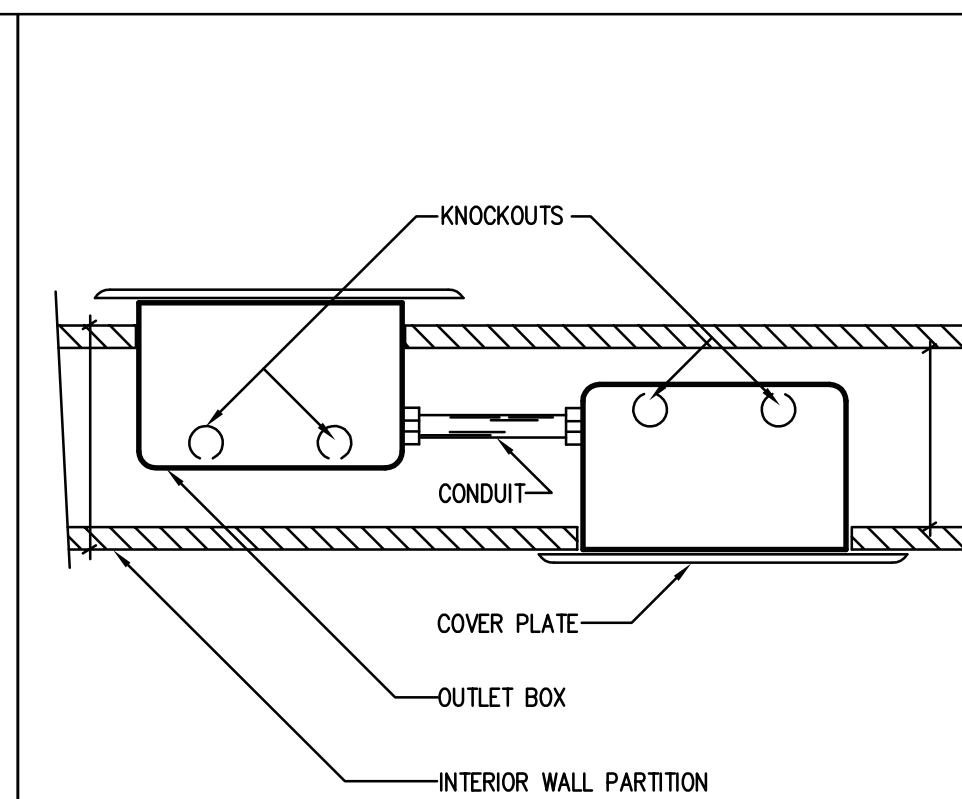 KNOCKOUTS
CONDUIT
COVER PLATE
OUTLET BOX
INTERIOR WALL PARTITION